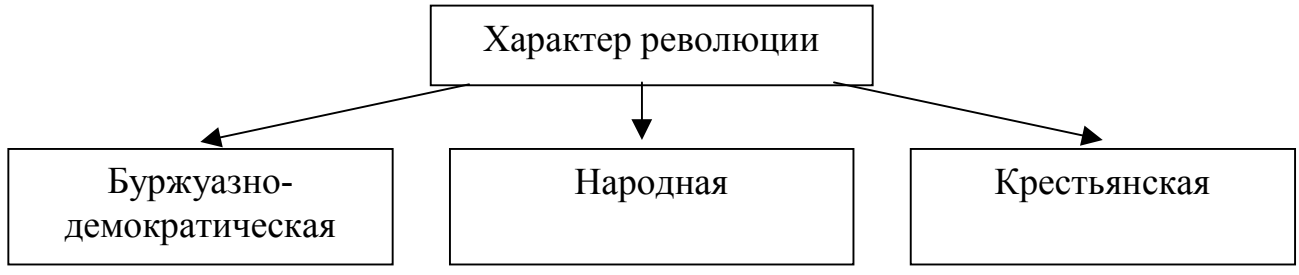 Характер революции
Буржуазно-
демократическая
Народная
Крестьянская